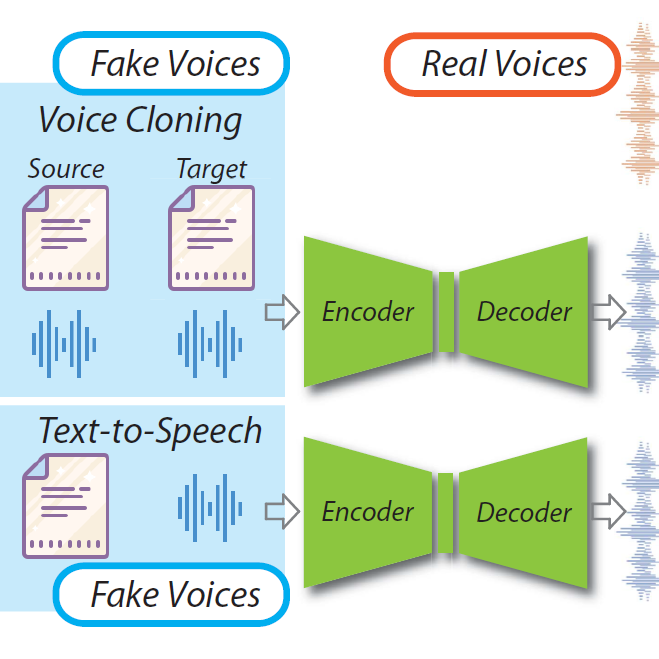 Fake Voices
Real Voices
Voice Cloning
Source
Target
Encoder
Decoder
Text-to-Speech
Encoder
Decoder
Fake Voices